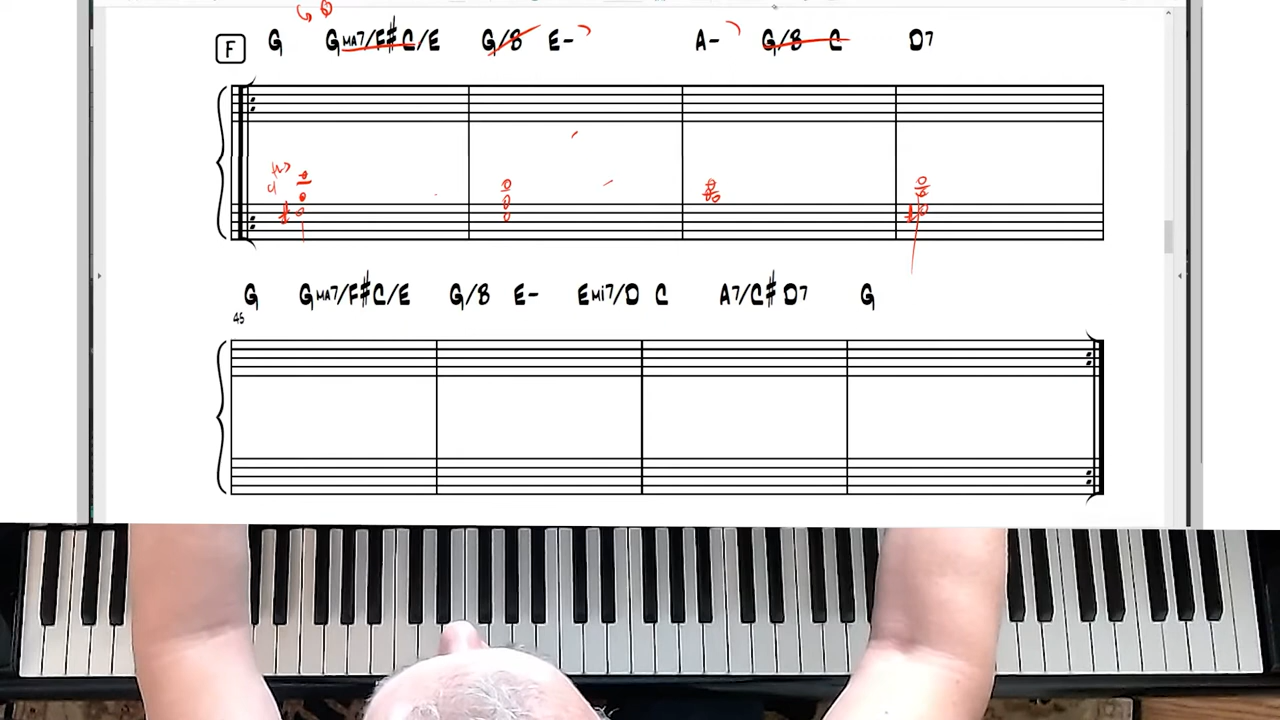 F G GMA7/F# C/E G/B E- A- G/B C D7
G GMA7/F# C/E G/B E- EMI7/D C A7/C# D7 G
45